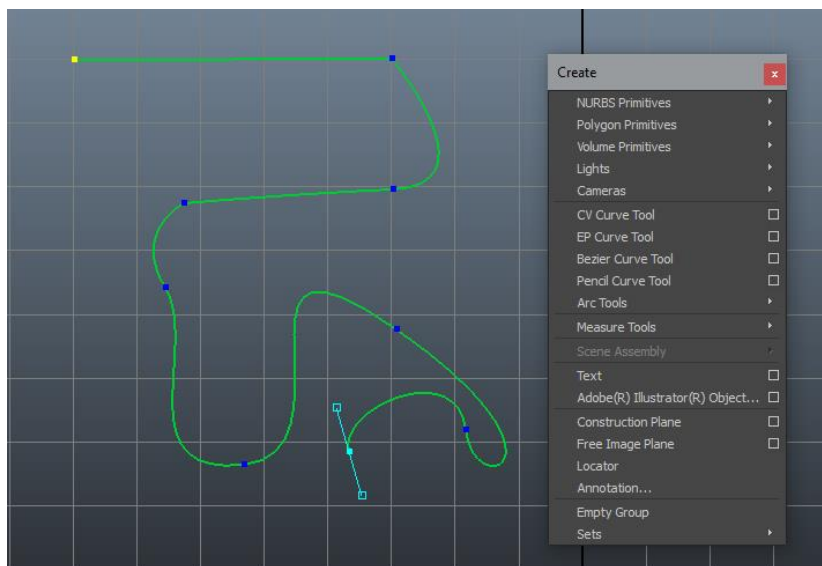 Create
x
NURBS Primitives
Polygon Primitives
Volume Primitives
Lights
Cameras
CV Curve Tool
EP Curve Tool
Bezier Curve Tool
Pencil Curve Tool
Arc Tools
Measure Tools
Scene Assembly
Text
Adobe(R) Illustrator(R) Object...
Construction Plane
Free Image Plane
Locator
Annotation...
Empty Group
Sets